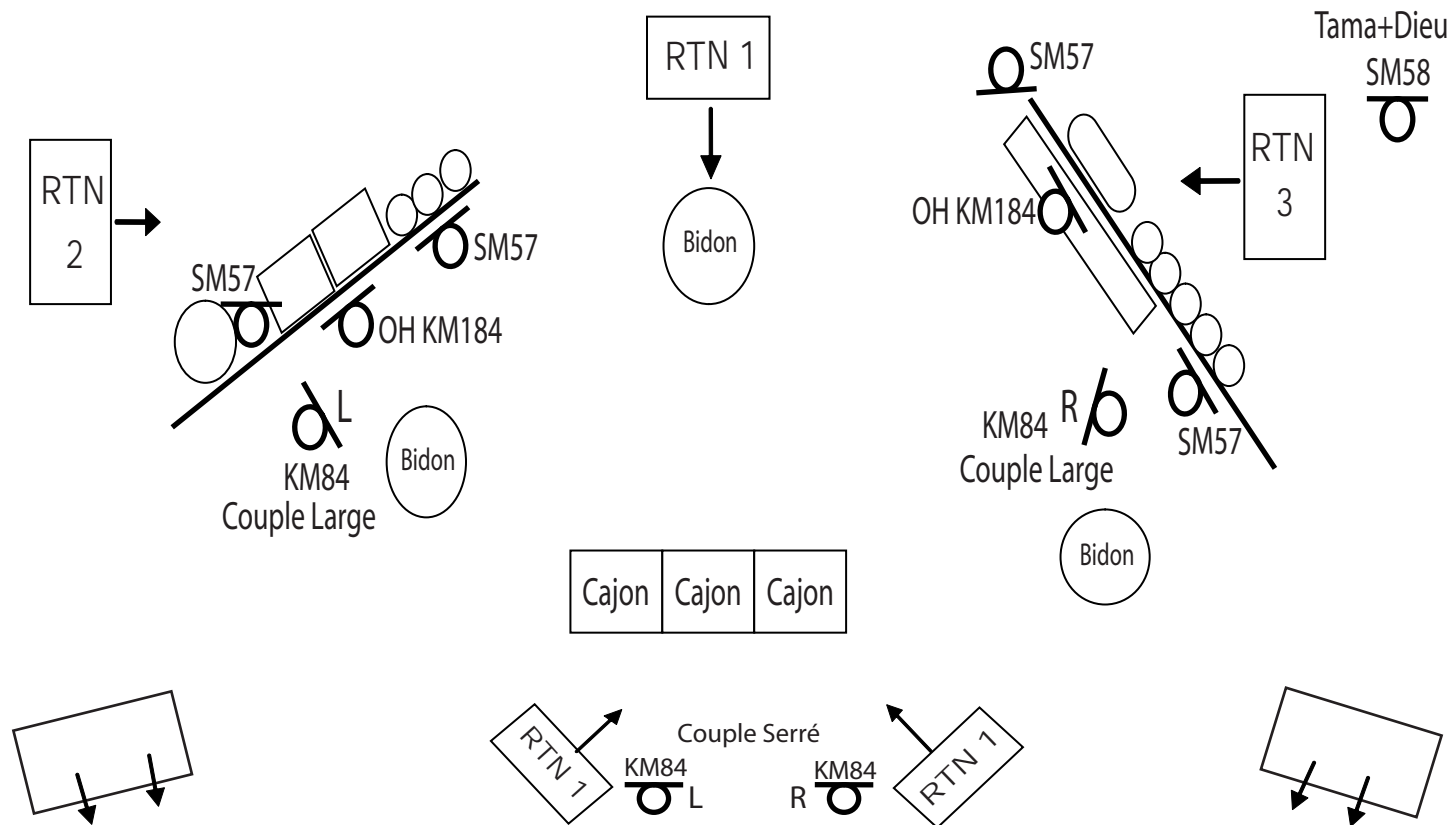 Tama+Dieu
SM58
RTN 1
SM57
RTN
2
RTN
3
OH KM184
Bidon
SM57
SM57
OH KM184
L
KM84
Couple Large
Bidon
R
KM84
Couple Large
SM57
Bidon
Cajon Cajon Cajon
RTN 1
Couple Serré
RTN 1
KM84
L
KM84
R